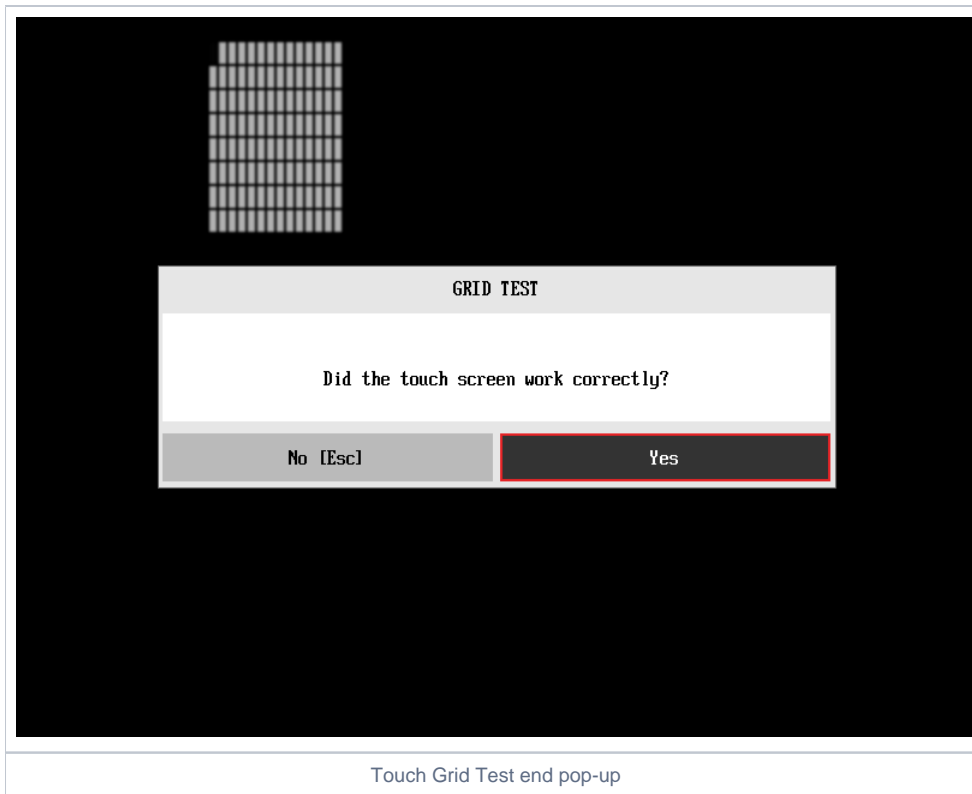 GRID TEST
Did the touch screen work correctly?
No [Esc]
Yes
Touch Grid Test end pop-up